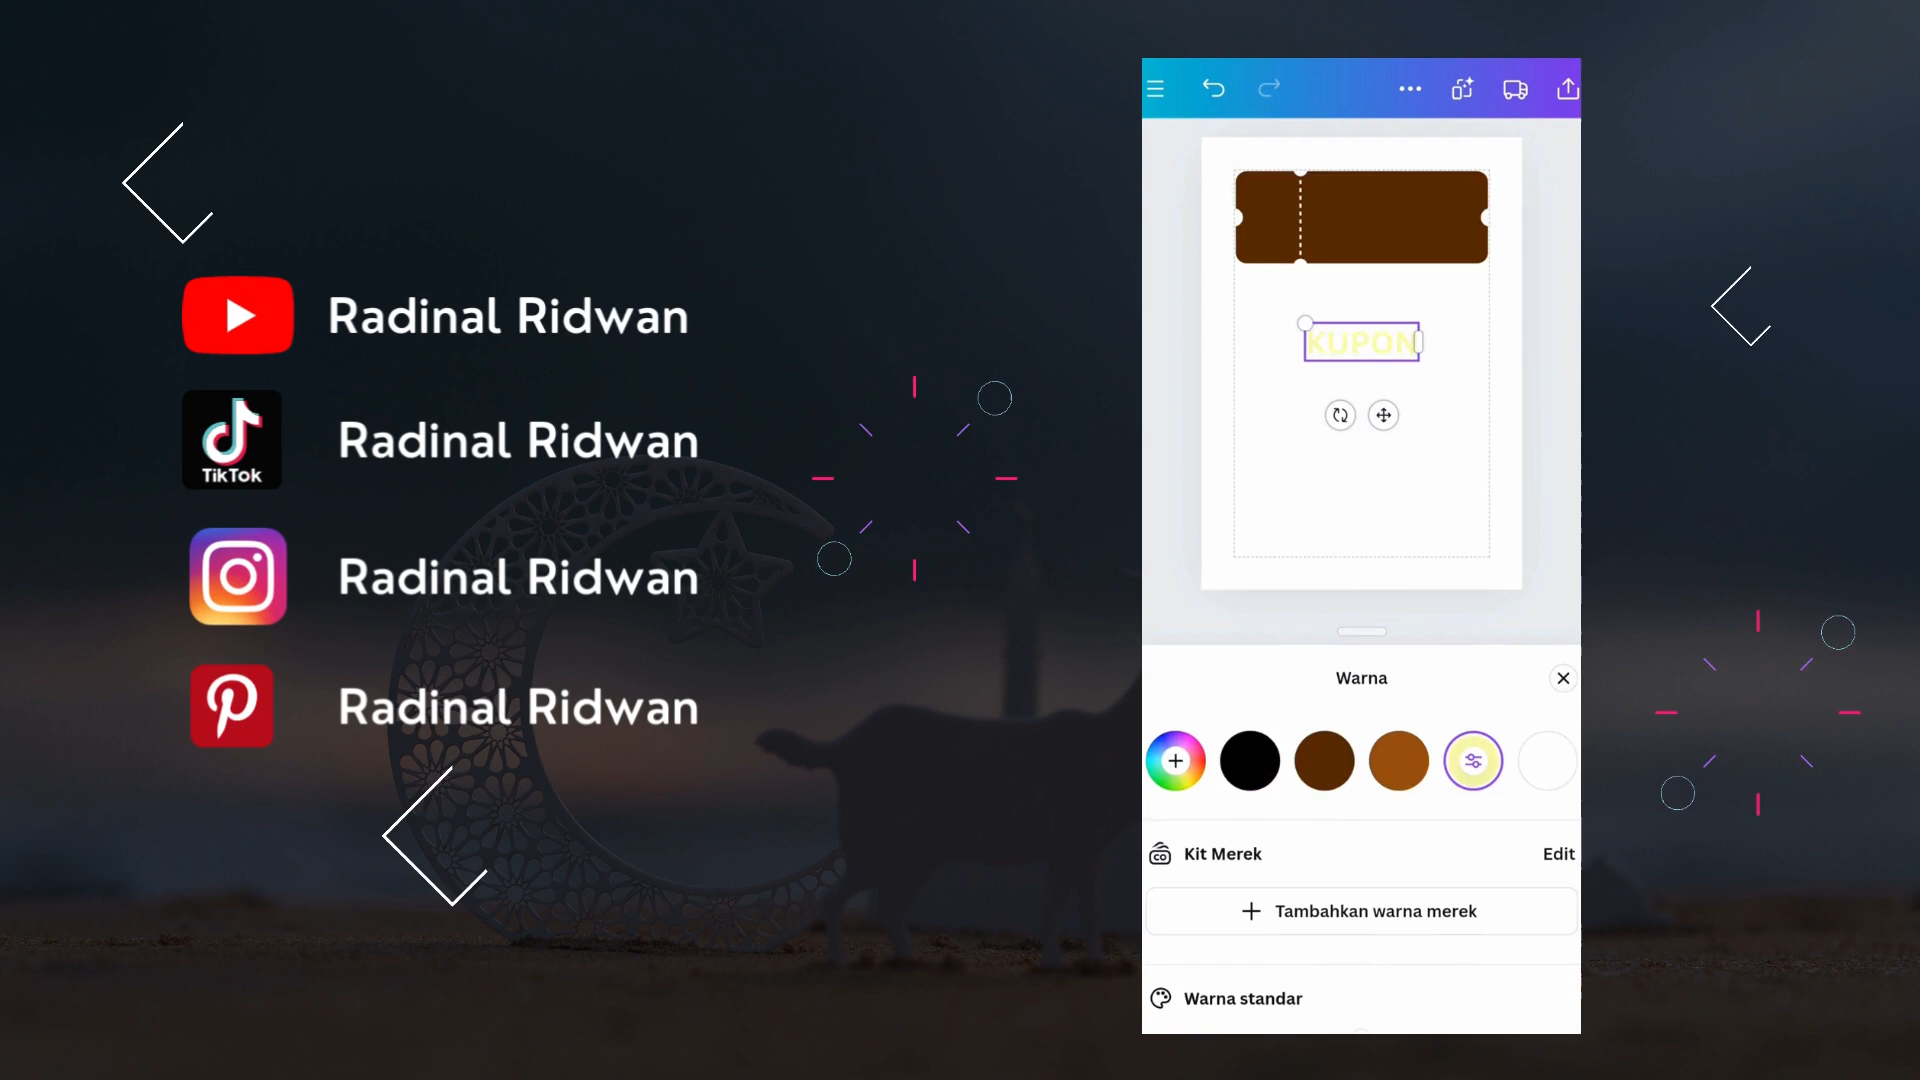 Radinal Ridwan
TikTok
Radinal Ridwan
Radinal Ridwan
Radinal Ridwan
KUPON
Warna
CO
Kit Merek
Edit
Tambahkan warna merek
Warna standar